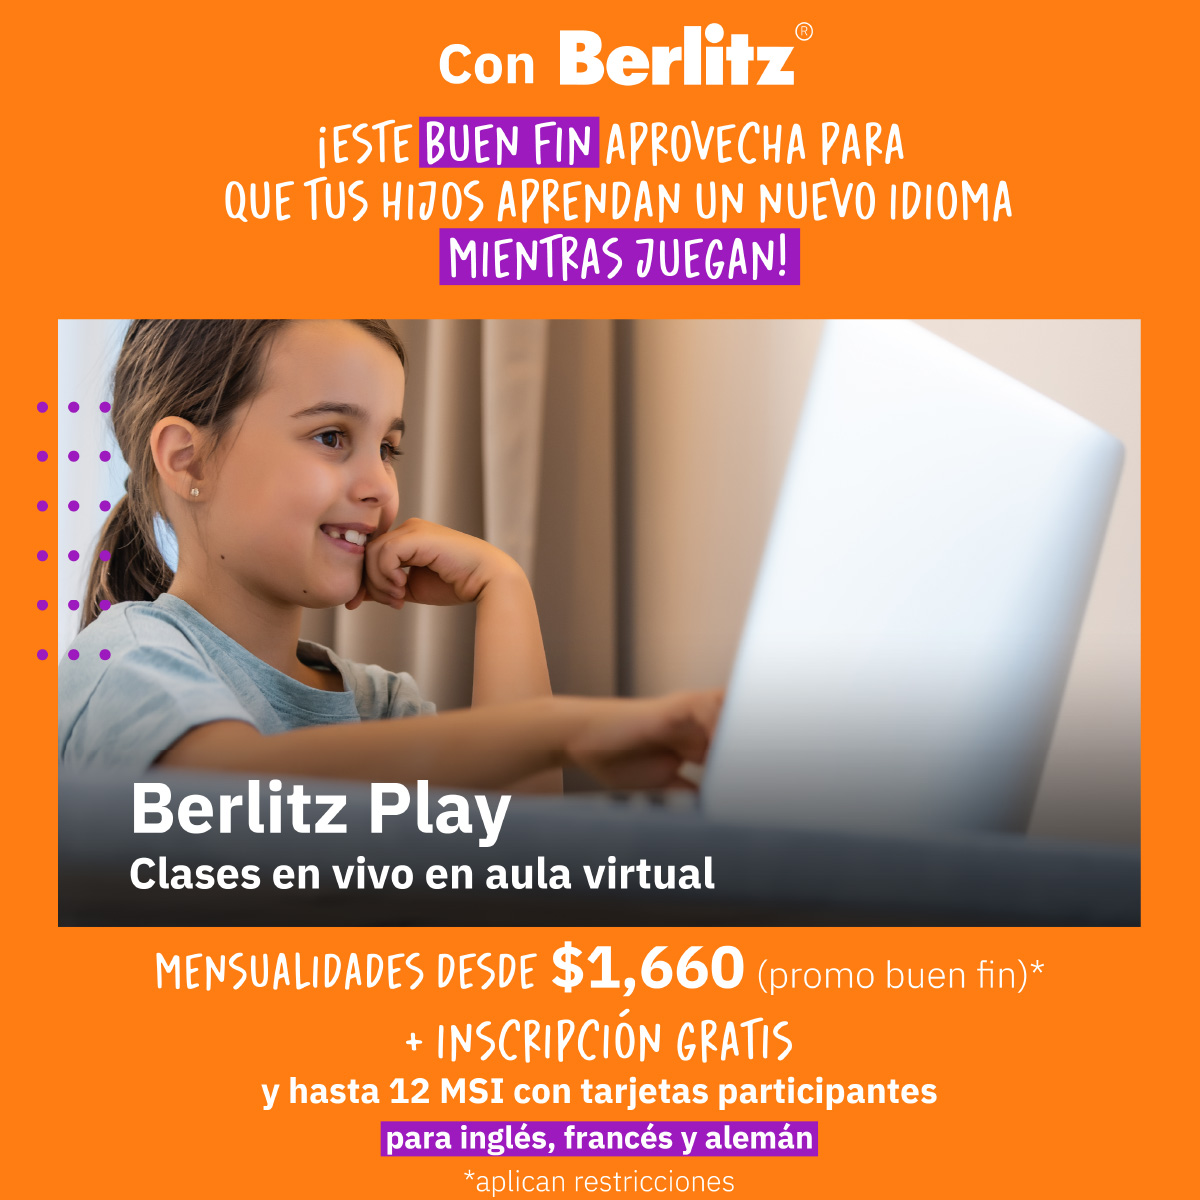 Con Berlitz®
¡ESTE BUEN FIN APROVECHA PARA
QUE TUS HIJOS APRENDAN UN NUEVO IDIOMA
MIENTRAS JUEGAN!
Berlitz Play
Clases en vivo en aula virtual
MENSUALIDADES DESDE $1,660 (promo buen fin)*
+ INSCRIPCIÓN GRATIS
y hasta 12 MSI con tarjetas participantes
para inglés, francés y alemán
*aplican restricciones